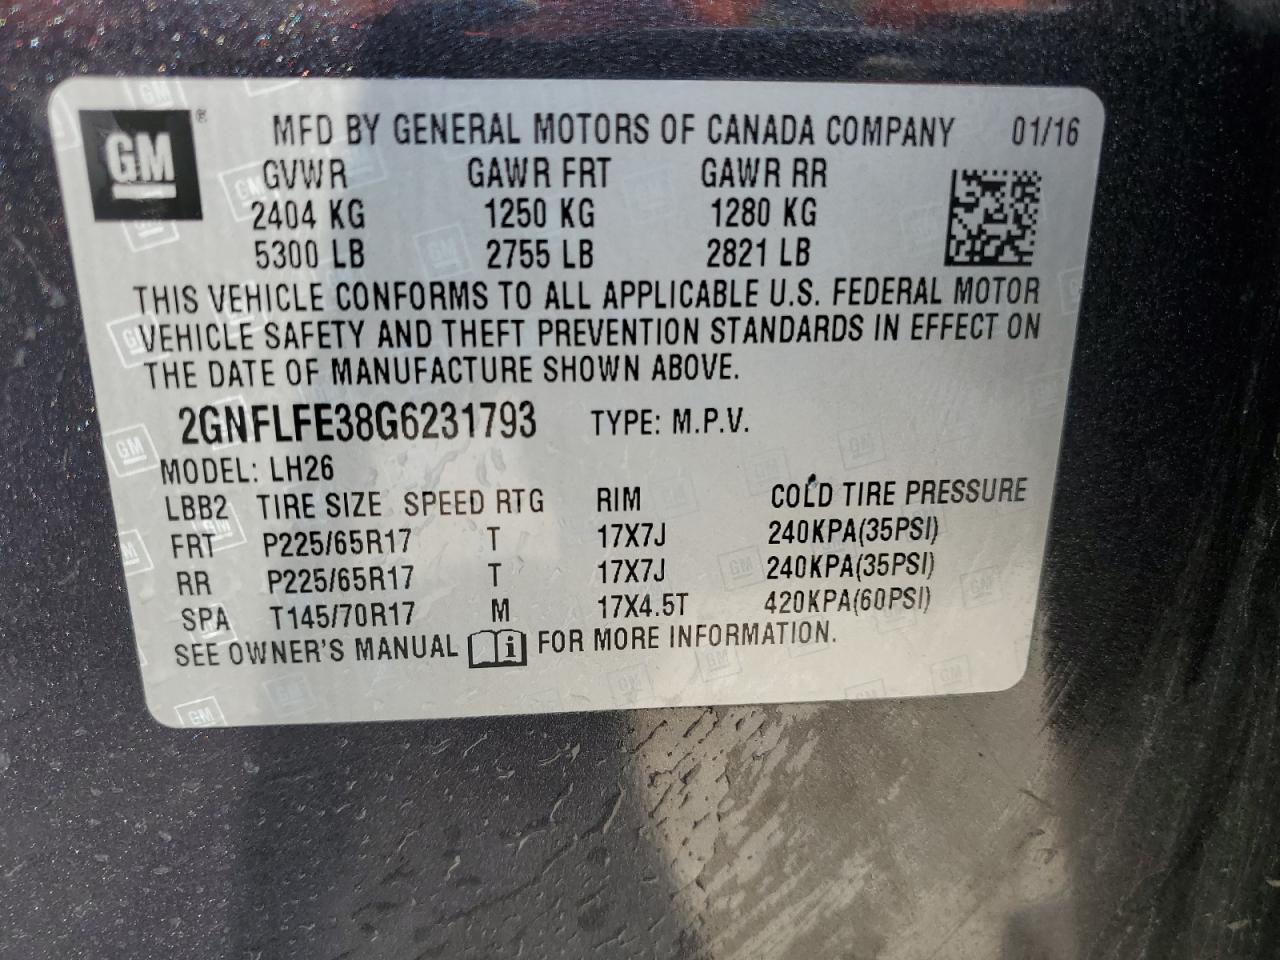 GM ® MFD BY GENERAL MOTORS OF CANADA COMPANY 01/16
GVWR GAWR FRT GAWR RR
2404 KG 1250 KG 1280 KG
5300 LB 2755 LB 2821 LB
THIS VEHICLE CONFORMS TO ALL APPLICABLE U.S. FEDERAL MOTOR
VEHICLE SAFETY AND THEFT PREVENTION STANDARDS IN EFFECT ON
THE DATE OF MANUFACTURE SHOWN ABOVE.
2GNFLFE38G6231793 TYPE: M.P.V.
MODEL: LH26
LBB2 TIRE SIZE SPEED RTG RIM COLD TIRE PRESSURE
FRT P225/65R17 T 17X7J 240KPA(35PSI)
RR P225/65R17 T 17X7J 240KPA(35PSI)
SPA T145/70R17 M 17X4.5T 420KPA(60PSI)
SEE OWNER'S MANUAL i FOR MORE INFORMATION.